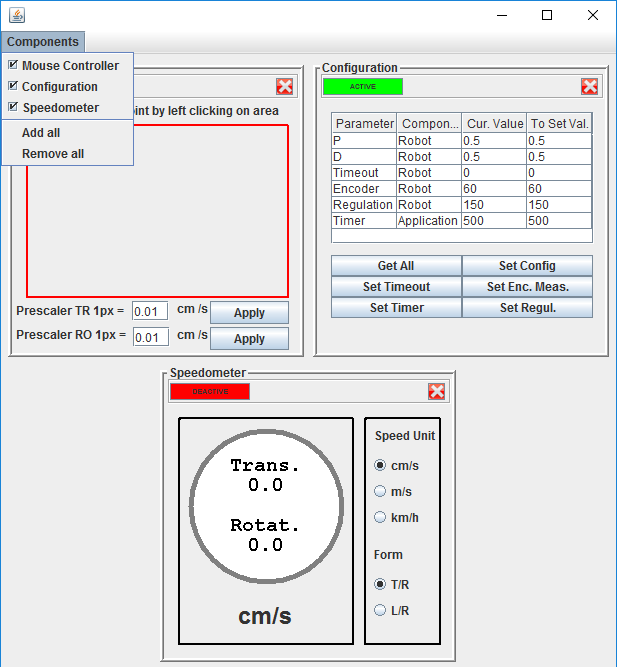 Components
Mouse Controller
Configuration
Speedometer
Add all
Remove all
by left clicking on area
Prescaler TR 1px = 0.01 cm /s Apply
Prescaler RO 1px = 0.01 cm /s Apply
Configuration
ACTIVE
Parameter Compon... Cur. Value To Set Val.
P Robot 0.5 0.5
D Robot 0.5 0.5
Timeout Robot 0 0
Encoder Robot 60 60
Regulation Robot 150 150
Timer Application 500 500
Get All Set Config
Set Timeout Set Enc. Meas.
Set Timer Set Regul.
Speedometer
DEACTIVE
Trans.
0.0
Rotat.
0.0
cm/s
Speed Unit
cm/s
m/s
km/h
Form
T/R
L/R